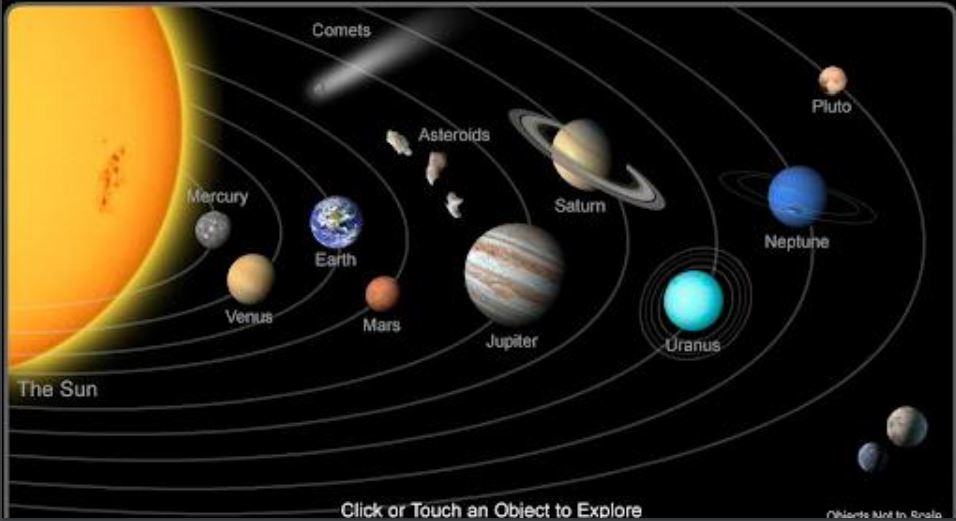 Comets
Pluto
Asteroids
Mercury
Saturn
Neptune
Earth
Venus
Mars
Jupiter
Uranus
The Sun
Click or Touch an Object to Explore
Objects Not to Scale